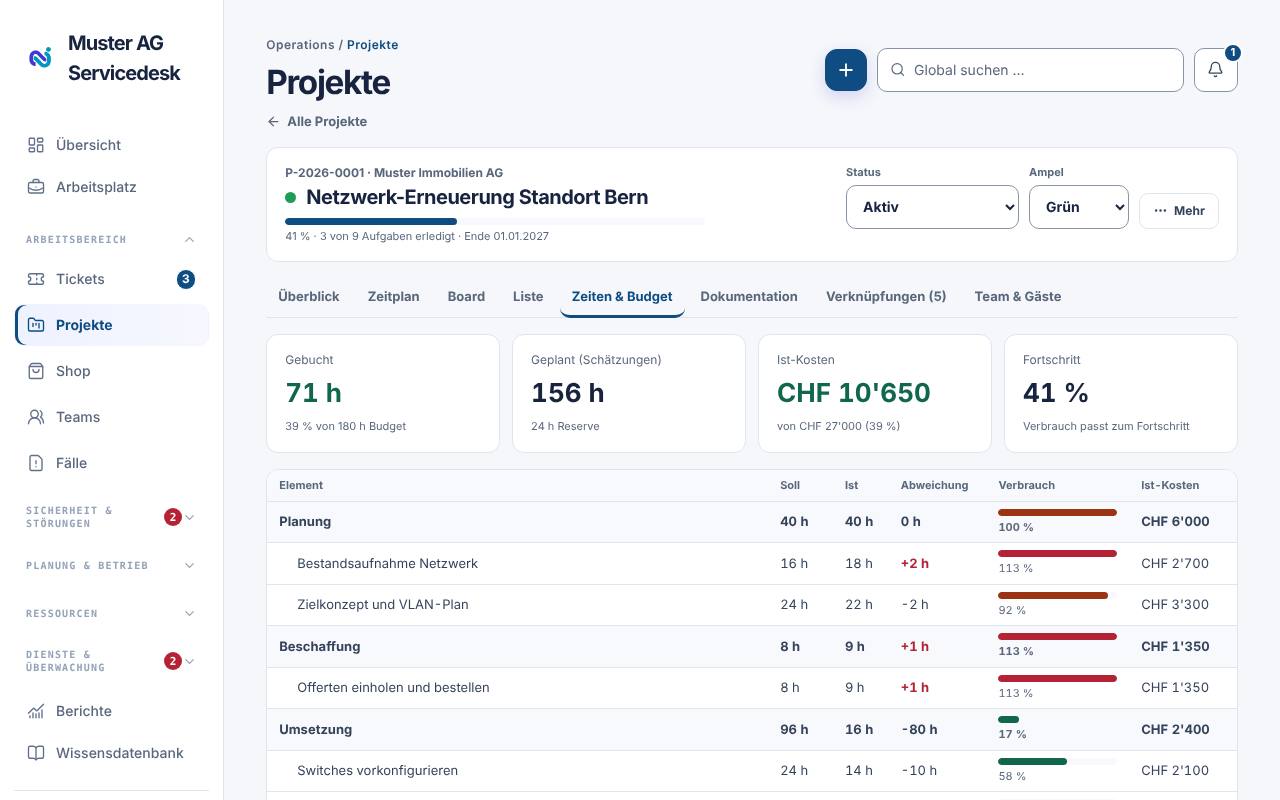 Muster AG
Servicedesk
Übersicht
Arbeitsplatz
ARBEITSBEREICH
Tickets 3
Projekte
Shop
Teams
Fälle
SICHERHEIT &
STÖRUNGEN 2
PLANUNG & BETRIEB
RESSOURCEN
DIENSTE &
ÜBERWACHUNG 2
Berichte
Wissensdatenbank
Operations / Projekte
Projekte
Global suchen ...
1
Alle Projekte
P-2026-0001 · Muster Immobilien AG
Netzwerk-Erneuerung Standort Bern
41 % · 3 von 9 Aufgaben erledigt · Ende 01.01.2027
Status
Aktiv
Ampel
Grün
Mehr
Überblick Zeitplan Board Liste Zeiten & Budget Dokumentation Verknüpfungen (5) Team & Gäste
Gebucht
71 h
39 % von 180 h Budget
Geplant (Schätzungen)
156 h
24 h Reserve
Ist-Kosten
CHF 10'650
von CHF 27'000 (39 %)
Fortschritt
41 %
Verbrauch passt zum Fortschritt
Element Soll Ist Abweichung Verbrauch Ist-Kosten
Planung 40 h 40 h 0 h 100 % CHF 6'000
Bestandsaufnahme Netzwerk 16 h 18 h +2 h 113 % CHF 2'700
Zielkonzept und VLAN-Plan 24 h 22 h -2 h 92 % CHF 3'300
Beschaffung 8 h 9 h +1 h 113 % CHF 1'350
Offerten einholen und bestellen 8 h 9 h +1 h 113 % CHF 1'350
Umsetzung 96 h 16 h -80 h 17 % CHF 2'400
Switches vorkonfigurieren 24 h 14 h -10 h 58 % CHF 2'100